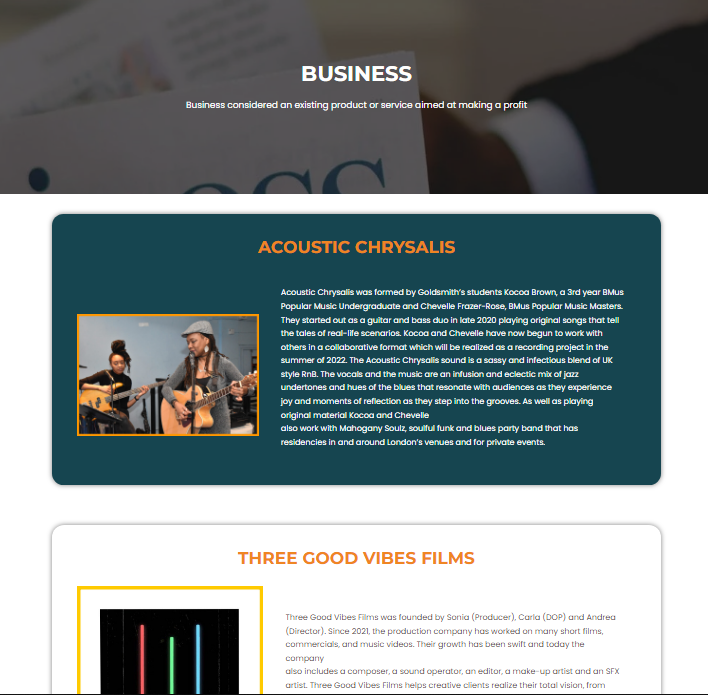 BUSINESS
Business considered an existing product or service aimed at making a profit
ACOUSTIC CHRYSALIS
Acoustic Chrysalis was formed by Goldsmith's students Kocoa Brown, a 3rd year BMus
Popular Music Undergraduate and Chevelle Frazer-Rose, BMus Popular Music Masters.
They started out as a guitar and bass duo in late 2020 playing original songs that tell
the tales of real-life scenarios. Kocoa and Chevelle have now begun to work with
others in a collaborative format which will be realized as a recording project in the
summer of 2022. The Acoustic Chrysalis sound is a sassy and infectious blend of UK
style RnB. The vocals and the music are an infusion and eclectic mix of jazz
undertones and hues of the blues that resonate with audiences as they experience
joy and moments of reflection as they step into the grooves. As well as playing
original material Kocoa and Chevelle
also work with Mahogany Soulz, soulful funk and blues party band that has
residencies in and around London's venues and for private events.
THREE GOOD VIBES FILMS
Three Good Vibes Films was founded by Sonia (Producer), Carla (DOP) and Andrea
(Director). Since 2021, the production company has worked on many short films,
commercials, and music videos. Their growth has been swift and today the
company
also includes a composer, a sound operator, an editor, a make-up artist and an SFX
artist. Three Good Vibes Films helps creative clients realize their total vision, from